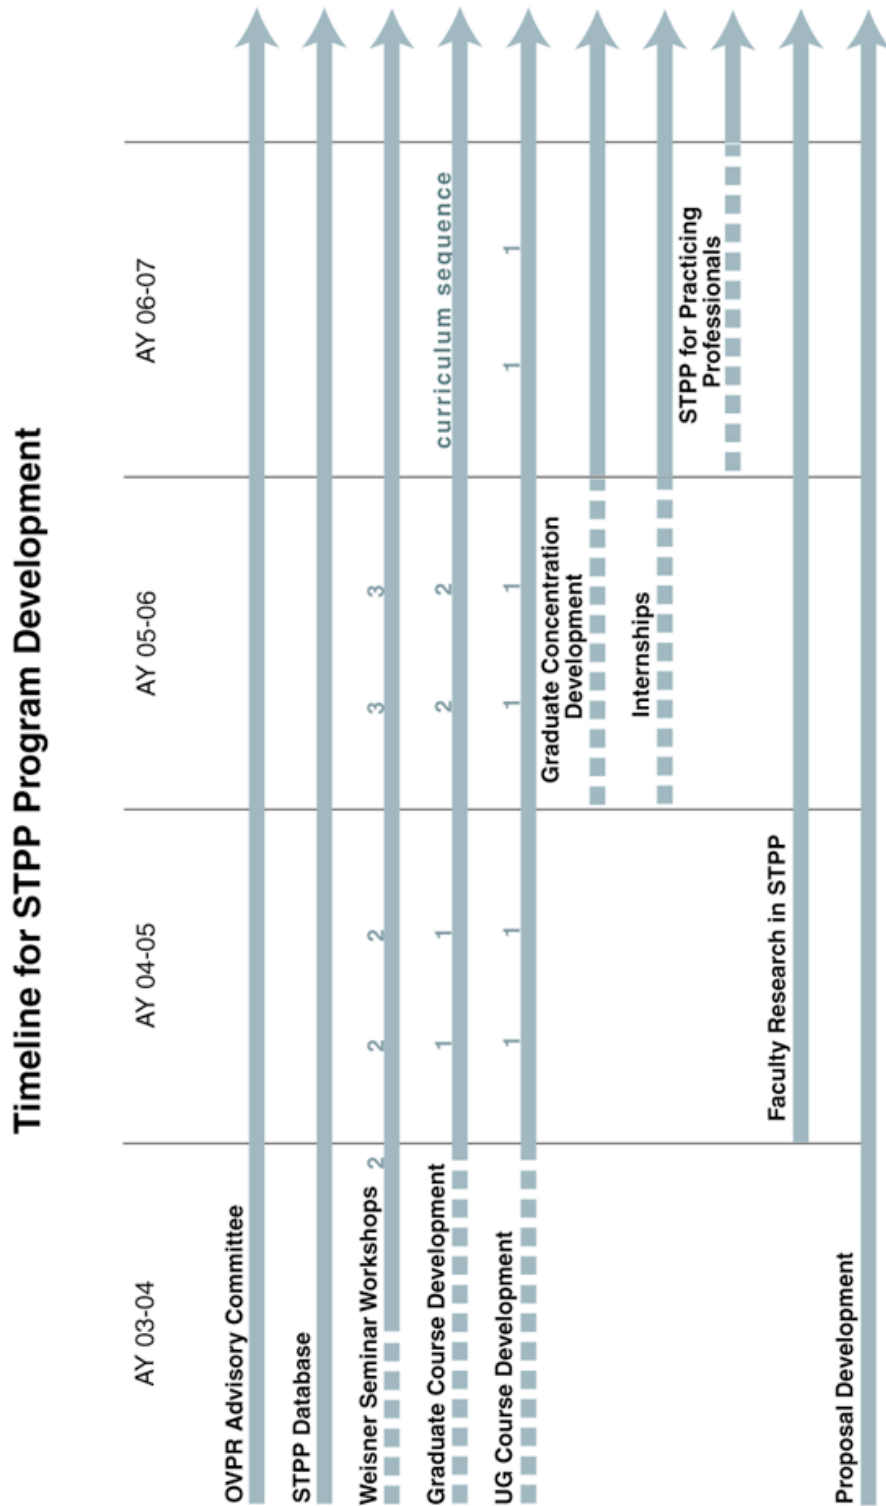 Timeline for STPP Program Development
AY 03-04
AY 04-05
AY 05-06
AY 06-07
OVPR Advisory Committee
STPP Database
Weisner Seminar Workshops
2
2
2
3
3
Graduate Course Development
1
1
2
2
curriculum sequence
UG Course Development
1
1
1
1
1
1
Graduate Concentration
Development
Internships
STPP for Practicing
Professionals
Faculty Research in STPP
Proposal Development